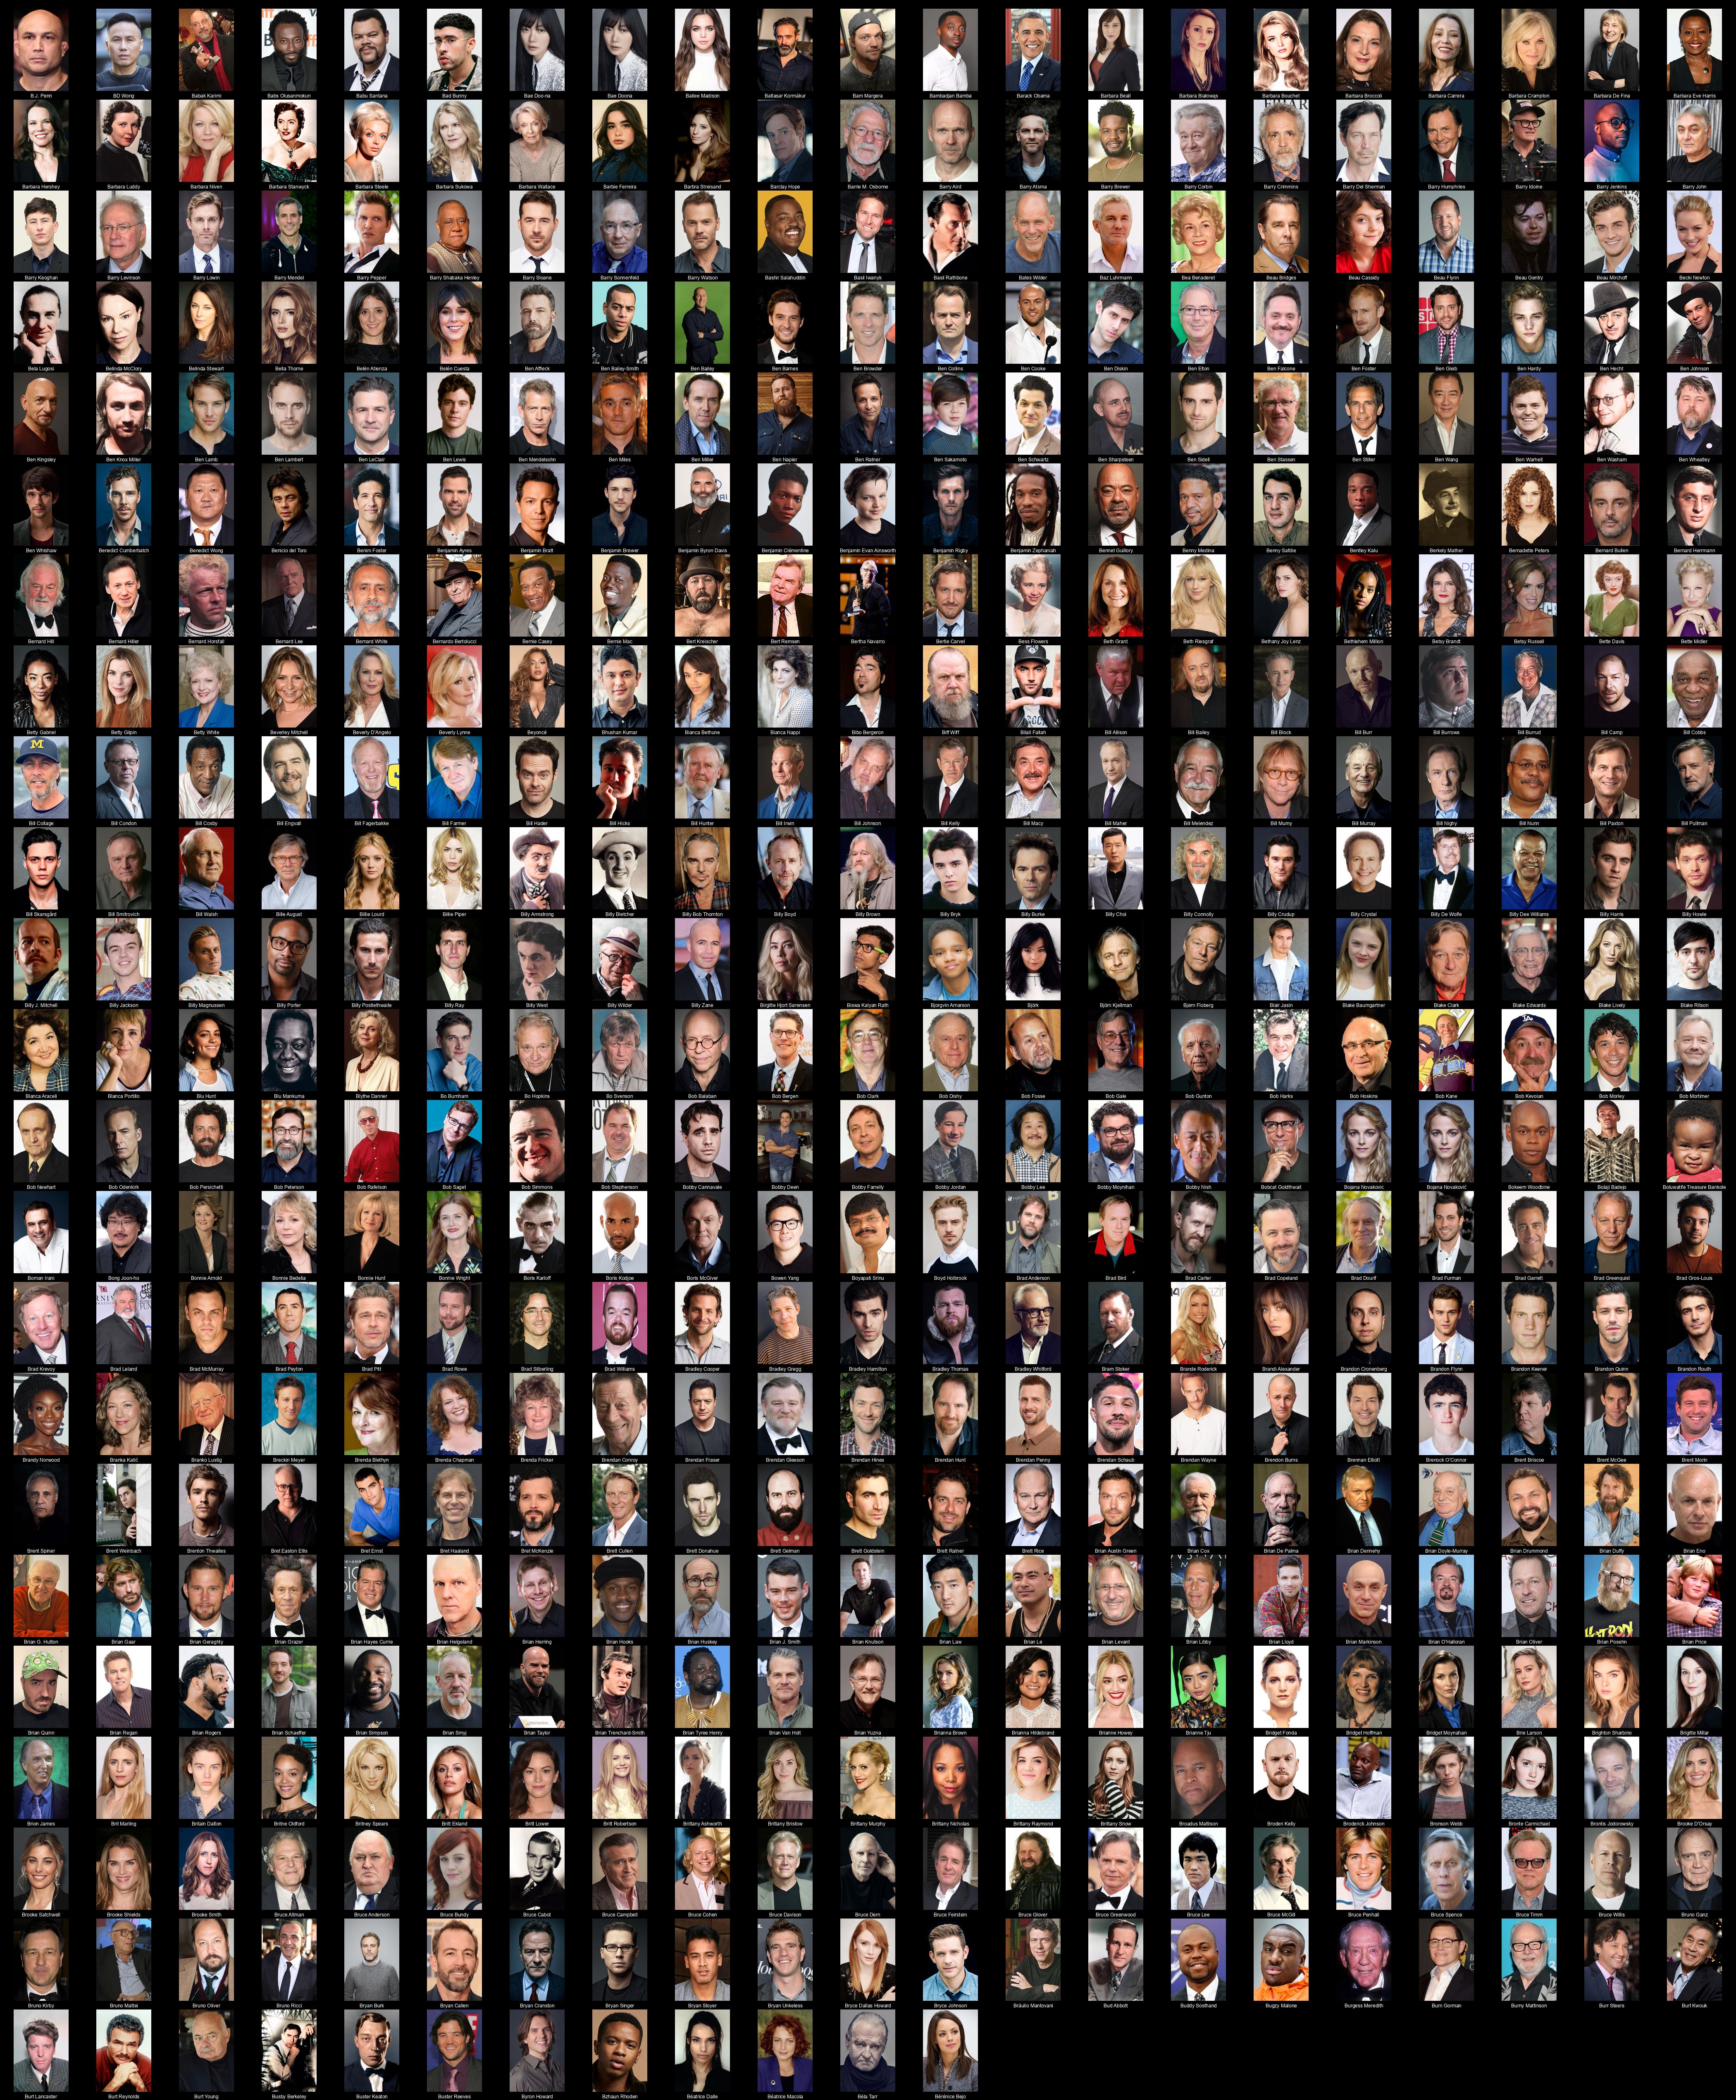 B.J. Penn BD Wong Babak Karimi Babs Olusanmokun Babu Santana Bad Bunny Bae Doo-na Bae Doona Bailee Madison Baltasar Kormákur Bam Margera Bambadjan Bamba Barack Obama Barbara Beall Barbara Blakowqs Barbara Bouchet Barbara Broccoli Barbara Carrera Barbara Crampton Barbara De Fina Barbara Eve Harris
Barbara Hershey Barbara Luddy Barbara Niven Barbara Stanwyck Barbara Steele Barbara Sukowa Barbara Wallace Barbie Ferreira Barbra Streisand Barclay Hope Barrie M. Osborne Barry Aird Barry Atsma Barry Brewer Barry Corbin Barry Crimmins Barry Del Sherman Barry Humphries Barry Idoine Barry Jenkins Barry John
Barry Keoghan Barry Levinson Barry Lowin Barry Mendel Barry Pepper Barry Shabaka Henley Barry Sloane Barry Sonnenfeld Barry Watson Bashir Salahuddin Basil Iwanyk Basil Rathbone Bates Wilder Baz Luhrmann Bea Benaderet Beau Bridges Beau Cassidy Beau Flynn Beau Gentry Beau Mirchoff Becki Newton
Bela Lugosi Belinda McClory Belinda Stewart Bella Thorne Belén Atienza Belén Cuesta Ben Affleck Ben Bailey-Smith Ben Bailey Ben Barnes Ben Browder Ben Collins Ben Cooke Ben Diskin Ben Elton Ben Falcone Ben Foster Ben Gleib Ben Hardy Ben Hecht Ben Johnson
Ben Kingsley Ben Knox Miller Ben Lamb Ben Lambert Ben LeClair Ben Lewis Ben Mendelsohn Ben Miles Ben Miller Ben Napier Ben Ratner Ben Sakamoto Ben Schwartz Ben Sharpsteen Ben Sidell Ben Stassen Ben Stiller Ben Wang Ben Warheit Ben Washam Ben Wheatley
Ben Whishaw Benedict Cumberbatch Benedict Wong Benicio del Toro Benim Foster Benjamin Ayres Benjamin Bratt Benjamin Brewer Benjamin Byron Davis Benjamin Clémentine Benjamin Evan Ainsworth Benjamin Rigby Benjamin Zephaniah Bennet Guillory Benny Medina Benny Safdie Bentley Kalu Berkely Mather Bernadette Peters Bernard Bullen Bernard Herrmann
Bernard Hill Bernard Hiller Bernard Horsfall Bernard Lee Bernard White Bernardo Bertolucci Bernie Casey Bernie Mac Bert Kreischer Bert Remsen Bertha Navarro Bertie Carvel Bess Flowers Beth Grant Beth Riesgraf Bethany Joy Lenz Bethlehem Million Betsy Brandt Betsy Russell Bette Davis Bette Midler
Betty Gabriel Betty Gilpin Betty White Beverley Mitchell Beverly D'Angelo Beverly Lynne Beyoncé Bhushan Kumar Bianca Bethune Bianca Nappi Bibo Bergeron Biff Wiff Bilall Fallah Bill Allison Bill Bailey Bill Block Bill Burr Bill Burrows Bill Burrud Bill Camp Bill Cobbs
Bill Collage Bill Condon Bill Cosby Bill Engvall Bill Fagerbakke Bill Farmer Bill Hader Bill Hicks Bill Hunter Bill Irwin Bill Johnson Bill Kelly Bill Macy Bill Maher Bill Melendez Bill Mumy Bill Murray Bill Nighy Bill Nunn Bill Paxton Bill Pullman
Bill Skarsgård Bill Smitrovich Bill Walsh Bille August Billie Lourd Billie Piper Billy Armstrong Billy Bletcher Billy Bob Thornton Billy Boyd Billy Brown Billy Bryk Billy Burke Billy Choi Billy Connolly Billy Crudup Billy Crystal Billy De Wolfe Billy Dee Williams Billy Harris Billy Howle
Billy J. Mitchell Billy Jackson Billy Magnussen Billy Porter Billy Postlethwaite Billy Ray Billy West Billy Wilder Billy Zane Birgitte Hjort Sørensen Biswa Kalyan Rath Bjorgvin Arnarson Björk Björn Kjellman Bjørn Floberg Blair Jasin Blake Baumgartner Blake Clark Blake Edwards Blake Lively Blake Ritson
Blanca Araceli Blanca Portillo Blu Hunt Blu Mankuma Blythe Danner Bo Burnham Bo Hopkins Bo Svenson Bob Balaban Bob Bergen Bob Clark Bob Dishy Bob Fosse Bob Gale Bob Gunton Bob Harks Bob Hoskins Bob Kane Bob Kevoian Bob Morley Bob Mortimer
Bob Newhart Bob Odenkirk Bob Persichetti Bob Peterson Bob Rafelson Bob Saget Bob Simmons Bob Stephenson Bobby Cannavale Bobby Deen Bobby Farrelly Bobby Jordan Bobby Lee Bobby Moynihan Bobby Nish Bobcat Goldthwait Bojana Novakovic Bojana Novaković Bokeem Woodbine Bolaji Badejo Boluwatife Treasure Bankole
Boman Irani Bong Joon-ho Bonnie Arnold Bonnie Bedelia Bonnie Hunt Bonnie Wright Boris Karloff Boris Kodjoe Boris McGiver Bowen Yang Boyapati Srinu Boyd Holbrook Brad Anderson Brad Bird Brad Carter Brad Copeland Brad Dourif Brad Furman Brad Garrett Brad Greenquist Brad Gros-Louis
Brad Krevoy Brad Leland Brad McMurray Brad Peyton Brad Pitt Brad Rowe Brad Silberling Brad Williams Bradley Cooper Bradley Gregg Bradley Hamilton Bradley Thomas Bradley Whitford Bram Stoker Brande Roderick Brandi Alexander Brandon Cronenberg Brandon Flynn Brandon Keener Brandon Quinn Brandon Routh
Brandy Norwood Branka Katić Branko Lustig Breckin Meyer Brenda Blethyn Brenda Chapman Brenda Fricker Brendan Conroy Brendan Fraser Brendan Gleeson Brendan Hines Brendan Hunt Brendan Penny Brendan Schaub Brendan Wayne Brendon Burns Brennan Elliott Brenock O'Connor Brent Briscoe Brent McGee Brent Morin
Brent Spiner Brent Weinbach Brenton Thwaites Bret Easton Ellis Bret Ernst Bret Haaland Bret McKenzie Brett Cullen Brett Donahue Brett Gelman Brett Goldstein Brett Ratner Brett Rice Brian Austin Green Brian Cox Brian De Palma Brian Dennehy Brian Doyle-Murray Brian Drummond Brian Duffy Brian Eno
Brian G. Hutton Brian Gaar Brian Geraghty Brian Grazer Brian Hayes Currie Brian Helgeland Brian Herring Brian Hooks Brian Huskey Brian J. Smith Brian Knutson Brian Law Brian Le Brian Levant Brian Libby Brian Lloyd Brian Markinson Brian O'Halloran Brian Oliver Brian Posehn Brian Price
Brian Quinn Brian Regan Brian Rogers Brian Schaeffer Brian Simpson Brian Smyj Brian Taylor Brian Trenchard-Smith Brian Tyree Henry Brian Van Holt Brian Yuzna Brianna Brown Brianna Hildebrand Brianne Howey Brianne Tju Bridget Fonda Bridget Hoffman Bridget Moynahan Brie Larson Brighton Sharbino Brigitte Millar
Brion James Brit Marling Britain Dalton Britne Oldford Britney Spears Britt Ekland Britt Lower Britt Robertson Brittany Ashworth Brittany Bristow Brittany Murphy Brittany Nicholas Brittany Raymond Brittany Snow Broadus Mattison Broden Kelly Broderick Johnson Bronson Webb Bronte Carmichael Brontis Jodorowsky Brooke D'Orsay
Brooke Satchwell Brooke Shields Brooke Smith Bruce Altman Bruce Anderson Bruce Bundy Bruce Cabot Bruce Campbell Bruce Cohen Bruce Davison Bruce Dern Bruce Feirstein Bruce Glover Bruce Greenwood Bruce Lee Bruce McGill Bruce Penhall Bruce Spence Bruce Timm Bruce Willis Bruno Ganz
Bruno Kirby Bruno Mattei Bruno Oliver Bruno Ricci Bryan Burk Bryan Callen Bryan Cranston Bryan Singer Bryan Sloyer Bryan Unkeless Bryce Dallas Howard Bryce Johnson Bráulio Mantovani Bud Abbott Buddy Sosthand Bugzy Malone Burgess Meredith Burn Gorman Burny Mattinson Burr Steers Burt Kwouk
Burt Lancaster Burt Reynolds Burt Young Busby Berkeley Buster Keaton Buster Reeves Byron Howard Bzhaun Rhoden Béatrice Dalle Béatrice Macola Béla Tarr Bérénice Bejo